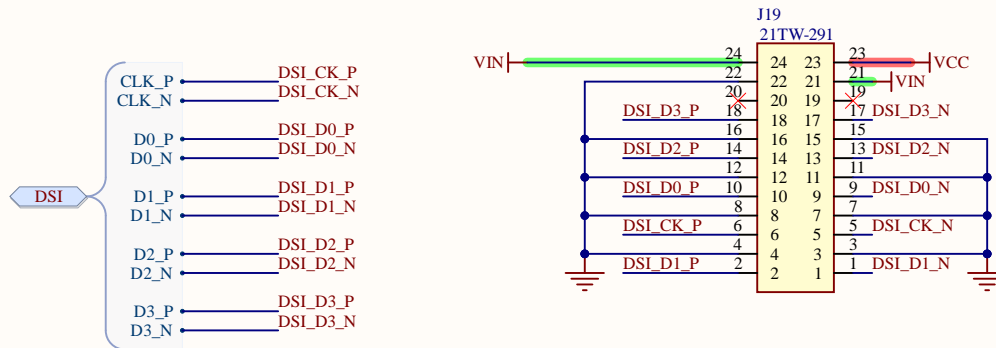 J19
21TW-291
VIN 24 24 23 23 VCC
22 22 21 21 VIN
20 20 19 19
DSI_D3_P 18 18 17 17 DSI_D3_N
16 16 15 15
DSI_D2_P 14 14 13 13 DSI_D2_N
12 12 11 11
DSI_D0_P 10 10 9 9 DSI_D0_N
8 8 7 7
DSI_CK_P 6 6 5 5 DSI_CK_N
4 4 3 3
DSI_D1_P 2 2 1 1 DSI_D1_N
DSI
CLK_P DSI_CK_P
CLK_N DSI_CK_N
D0_P DSI_D0_P
D0_N DSI_D0_N
D1_P DSI_D1_P
D1_N DSI_D1_N
D2_P DSI_D2_P
D2_N DSI_D2_N
D3_P DSI_D3_P
D3_N DSI_D3_N